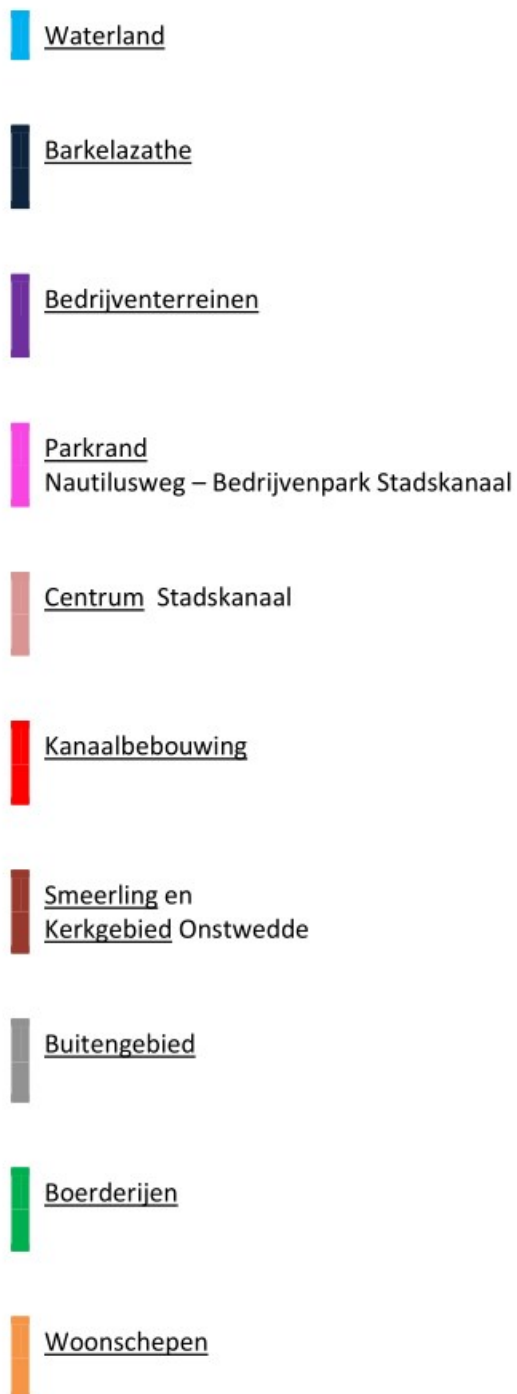 Waterland
Barkelazathe
Bedrijventerreinen
Parkrand
Nautilusweg – Bedrijvenpark Stadskanaal
Centrum Stadskanaal
Kanaalbebouwing
Smeerling en
Kerkgebied Onstwedde
Buitengebied
Boerderijen
Woonschepen